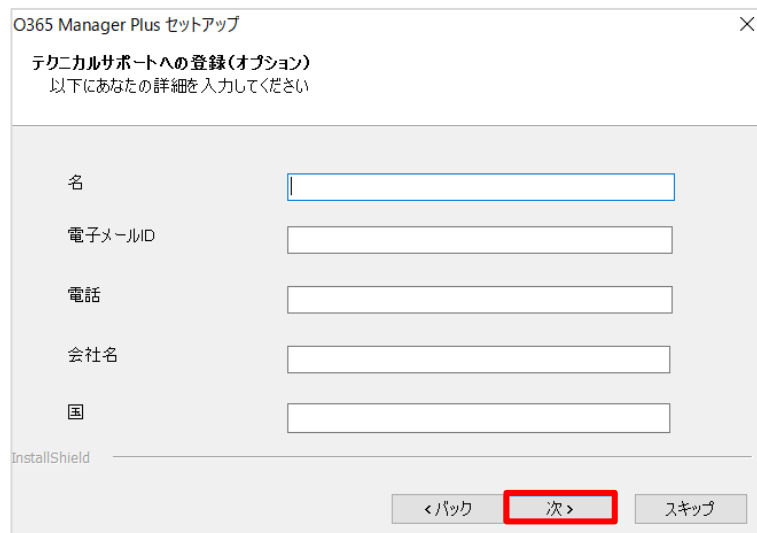 O365 Manager Plus セットアップ
テクニカルサポートへの登録(オプション)
以下にあなたの詳細を入力してください
名
電子メールID
電話
会社名
国
InstallShield
<バック 次> スキップ